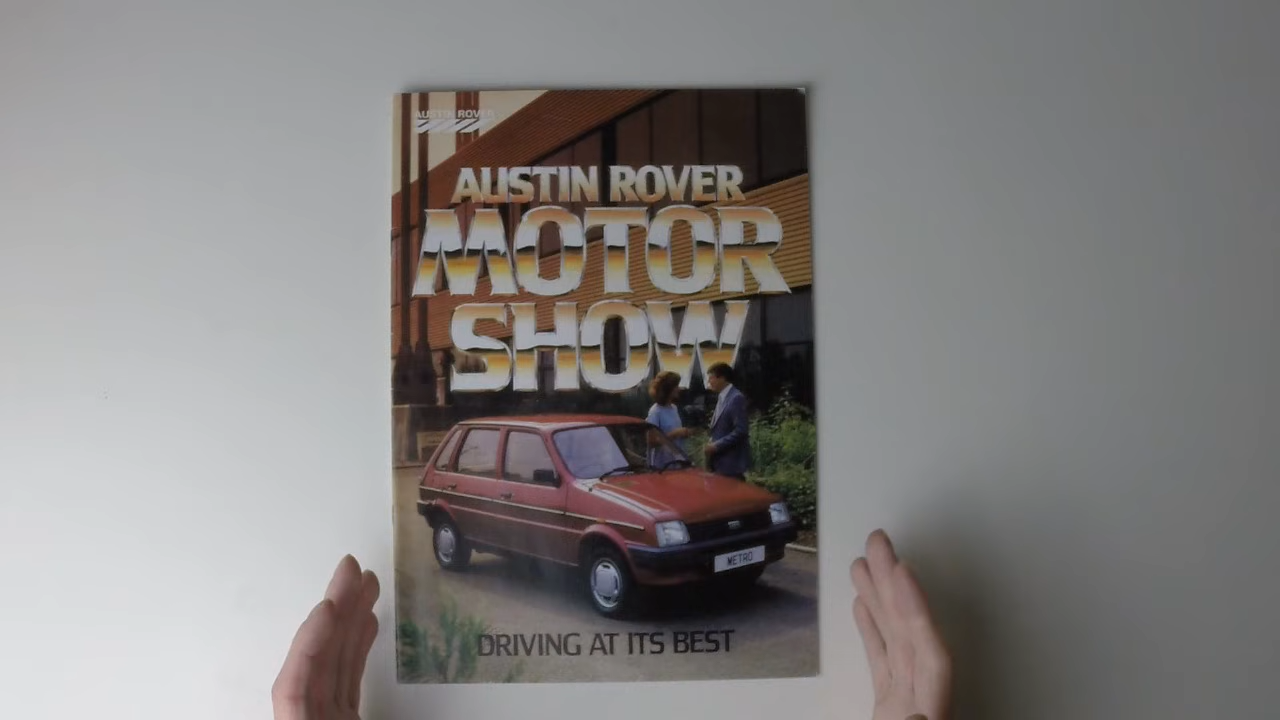 AUSTIN ROVER
AUSTIN ROVER
MOTOR
SHOW
METRO
DRIVING AT ITS BEST